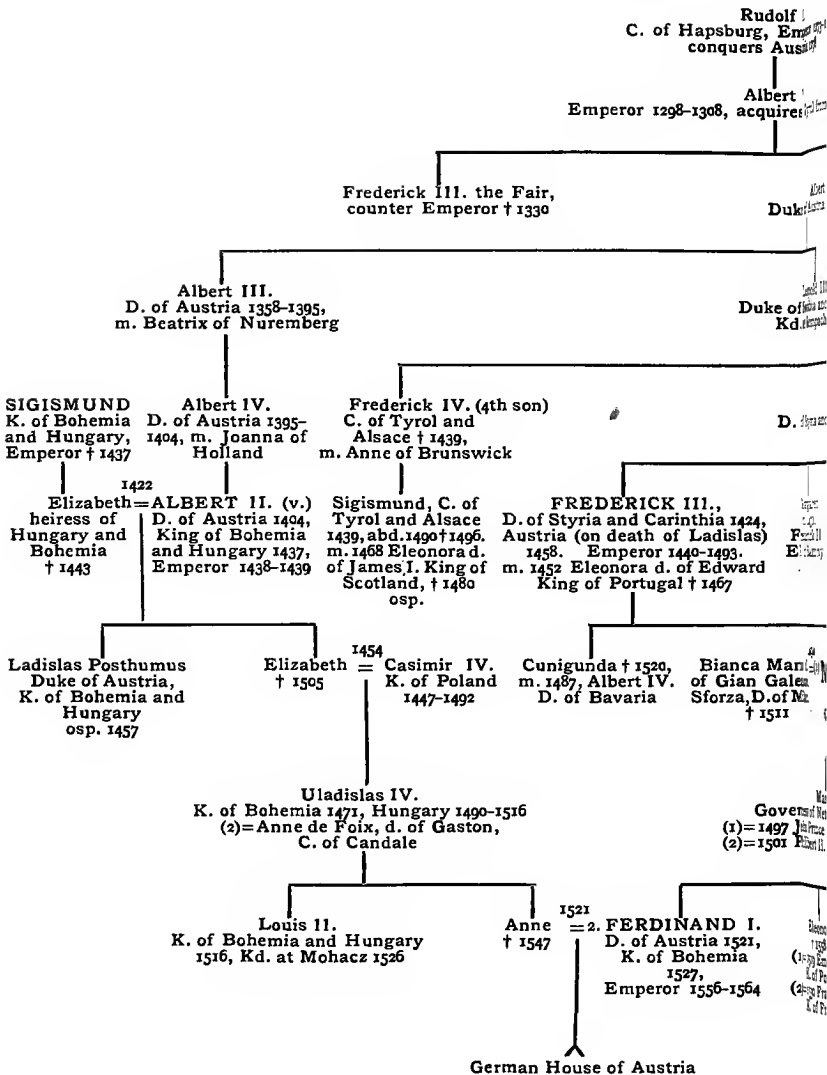 Rudolf
C. of Hapsburg,
conquers
Albert
Emperor 1298–1308, acquires
Frederick III. the Fair,
counter Emperor † 1330
Albert III.
D. of Austria 1358–1395,
m. Beatrix of Nuremberg
Duke of
Kd.
SIGISMUND
K. of Bohemia
and Hungary,
Emperor † 1437
Albert IV.
D. of Austria 1395–
1404, m. Joanna of
Holland
Frederick IV. (4th son)
C. of Tyrol and
Alsace † 1439,
m. Anne of Brunswick
D.
1422
Elizabeth = ALBERT II. (v.)
heiress of
Hungary and
Bohemia
† 1443
D. of Austria 1404,
King of Bohemia
and Hungary 1437,
Emperor 1438–1439
Sigismund, C. of
Tyrol and Alsace
1439, abd. 1490 † 1496.
m. 1468 Eleonora d.
of James I. King of
Scotland, † 1480
osp.
FREDERICK III.,
D. of Styria and Carinthia 1424,
Austria (on death of Ladislas)
1458. Emperor 1440–1493.
m. 1452 Eleonora d. of Edward
King of Portugal † 1467
Ladislas Posthumus
Duke of Austria,
K. of Bohemia and
Hungary
osp. 1457
1454
Elizabeth = Casimir IV.
† 1505
K. of Poland
1447–1492
Cunigunda † 1520,
m. 1487, Albert IV.
D. of Bavaria
Bianca
of Gian
Sforza, D. of
† 1511
Uladislas IV.
K. of Bohemia 1471, Hungary 1490–1516
(2)=Anne de Foix, d. of Gaston,
C. of Candale
(1)=1497
(2)=1501
Louis II.
K. of Bohemia and Hungary
1516, Kd. at Mohacz 1526
1521
Anne = 2. FERDINAND I.
† 1547
D. of Austria 1521,
K. of Bohemia
1527,
Emperor 1556–1564
German House of Austria